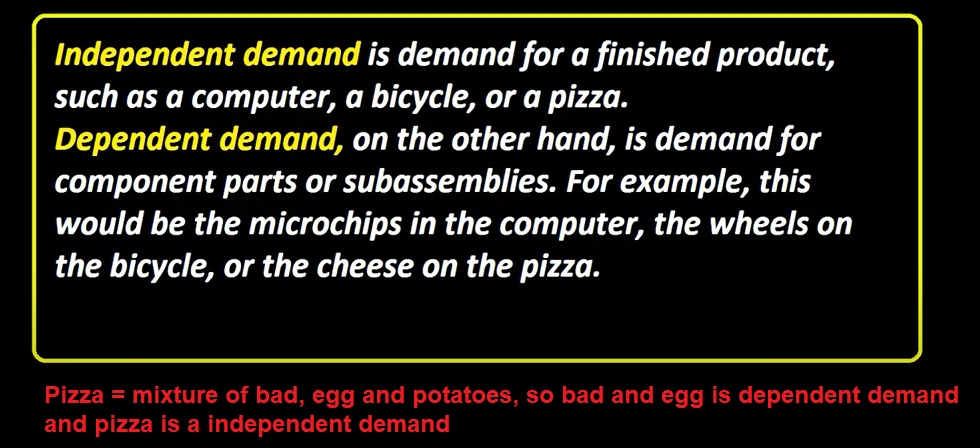 Independent demand is demand for a finished product,
such as a computer, a bicycle, or a pizza.
Dependent demand, on the other hand, is demand for
component parts or subassemblies. For example, this
would be the microchips in the computer, the wheels on
the bicycle, or the cheese on the pizza.
Pizza = mixture of bad, egg and potatoes, so bad and egg is dependent demand
and pizza is a independent demand